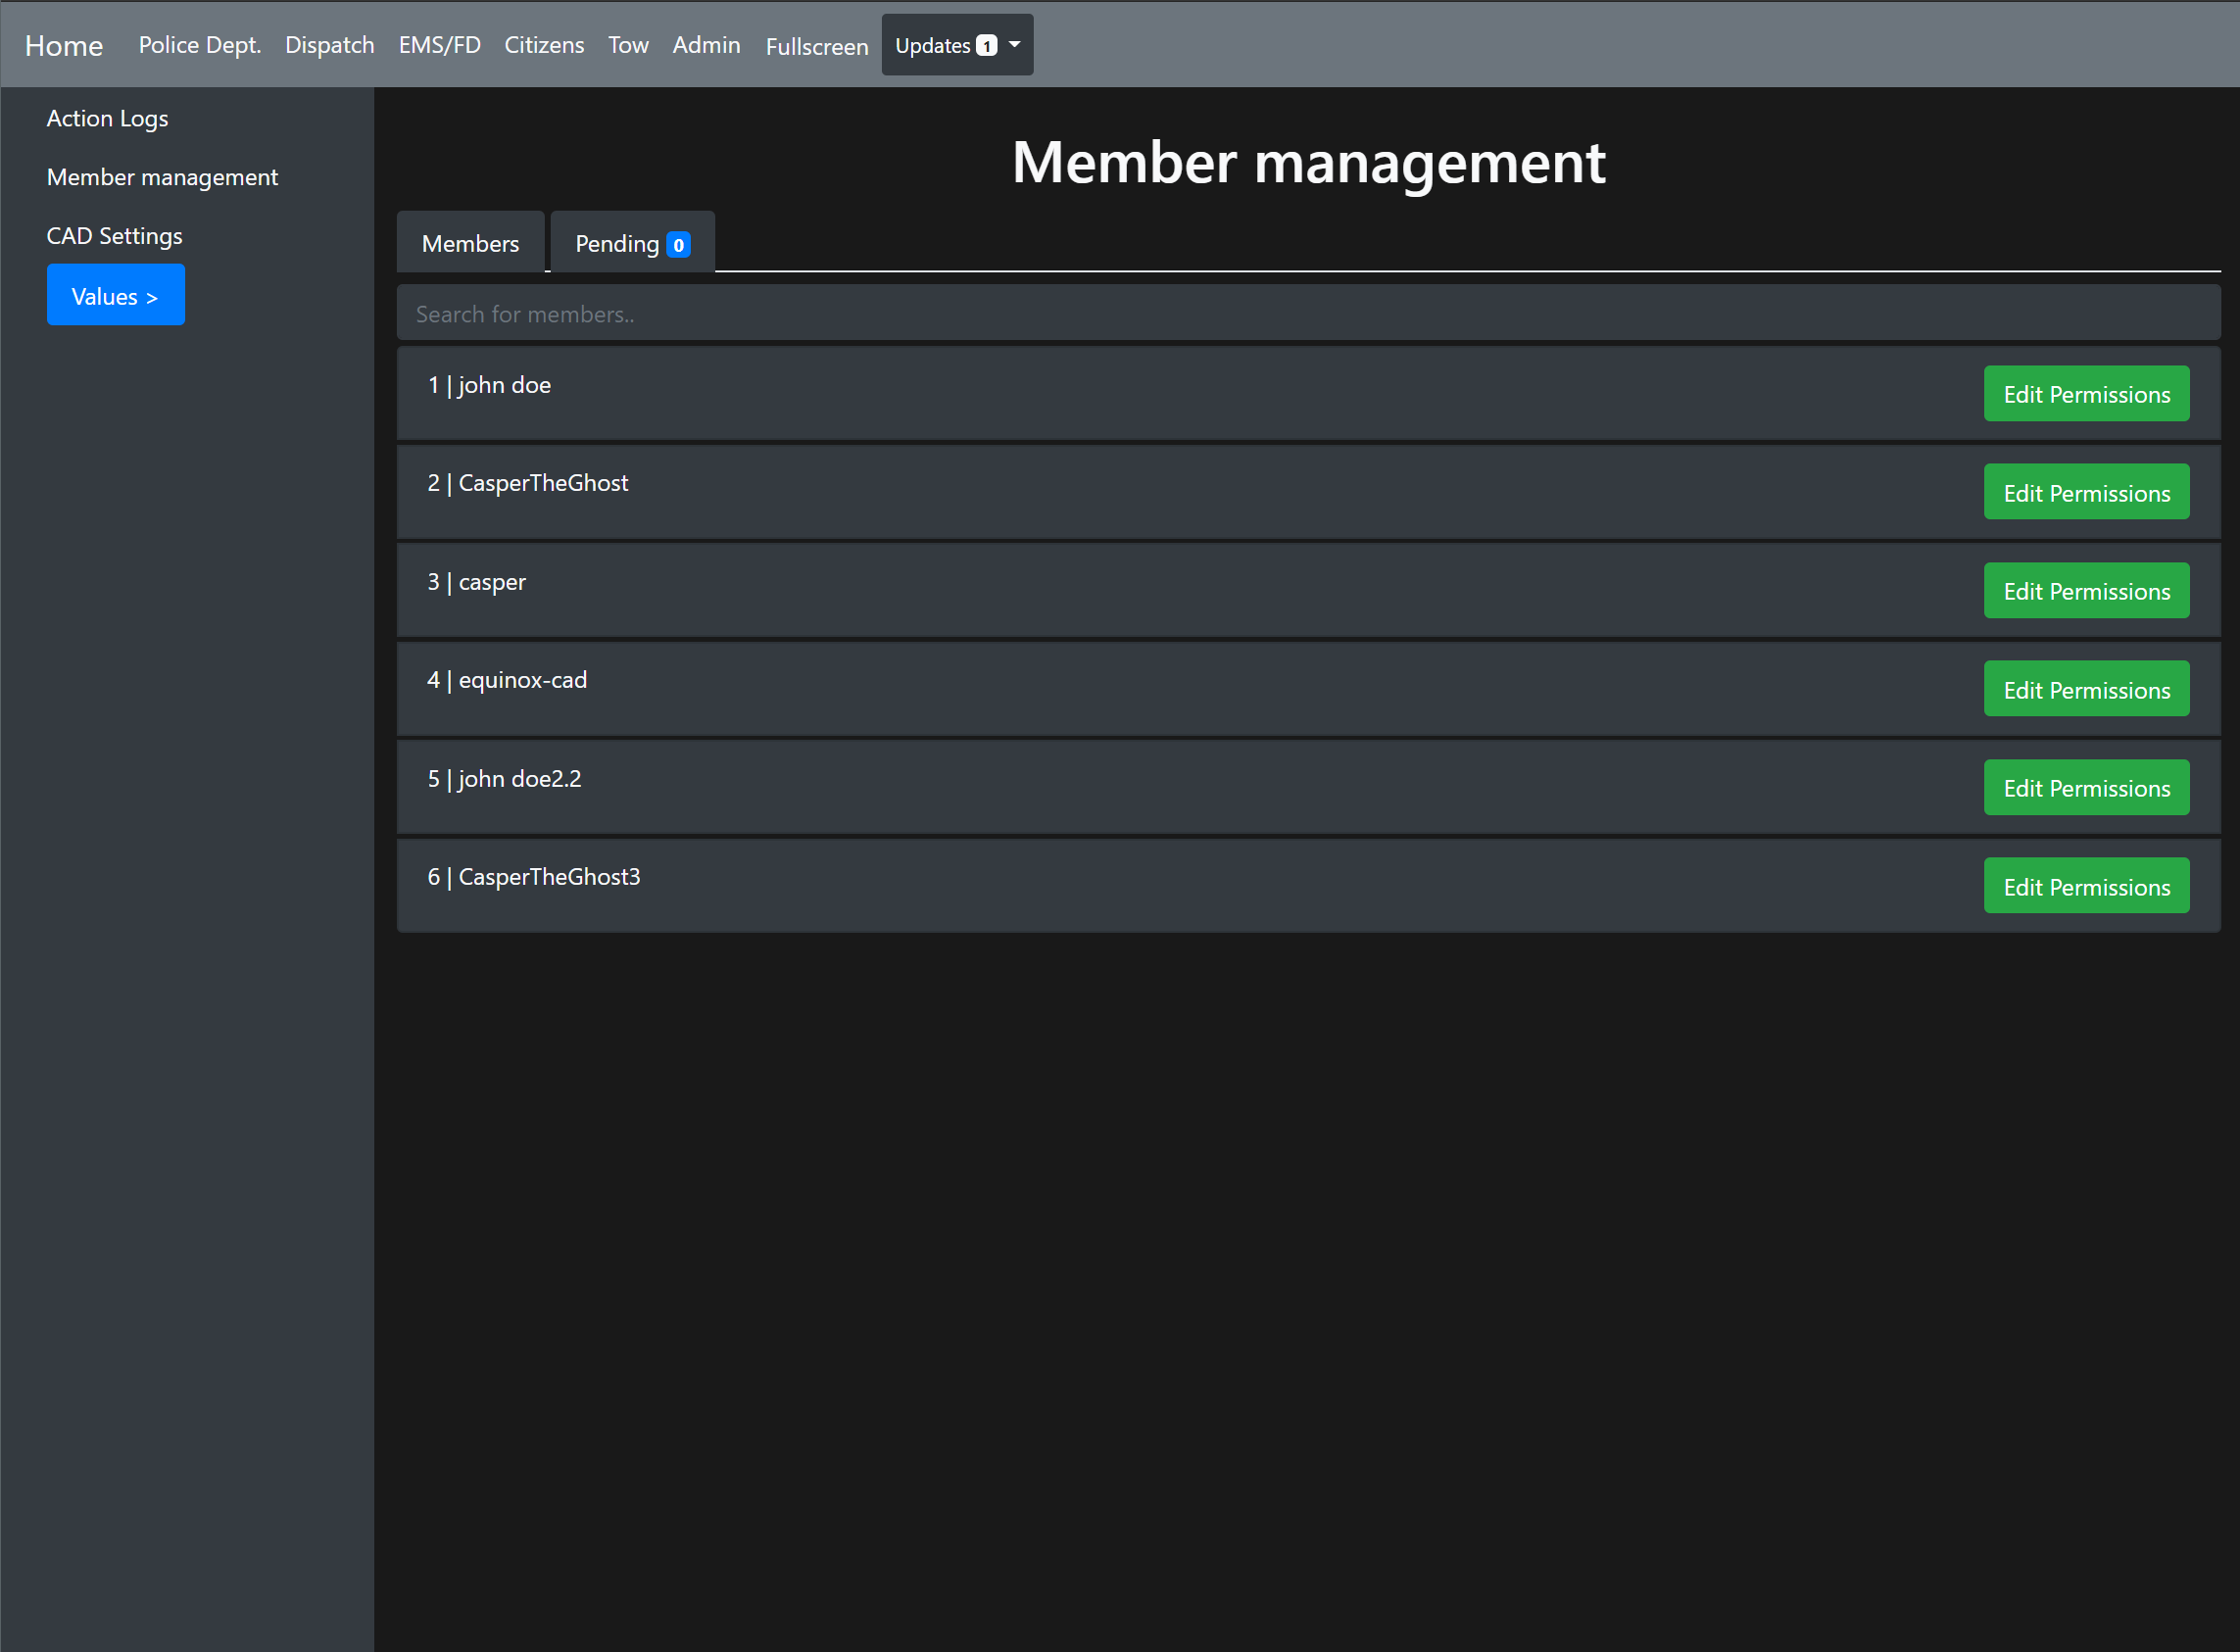 Home Police Dept. Dispatch EMS/FD Citizens Tow Admin Fullscreen Updates 1
Action Logs
Member management
CAD Settings
Values >
Member management
Members Pending 0
Search for members..
1 | john doe Edit Permissions
2 | CasperTheGhost Edit Permissions
3 | casper Edit Permissions
4 | equinox-cad Edit Permissions
5 | john doe2.2 Edit Permissions
6 | CasperTheGhost3 Edit Permissions